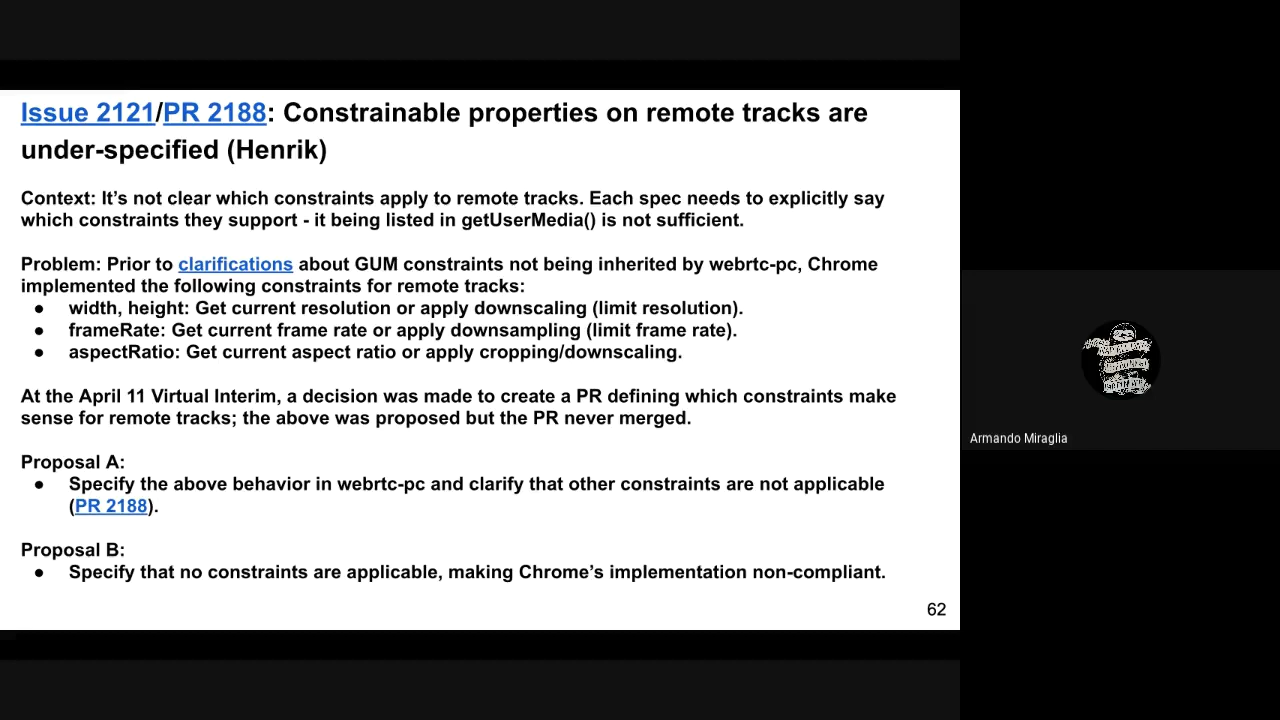 Issue 2121/PR 2188: Constrainable properties on remote tracks are
under-specified (Henrik)
Context: It's not clear which constraints apply to remote tracks. Each spec needs to explicitly say
which constraints they support - it being listed in getUserMedia() is not sufficient.
Problem: Prior to clarifications about GUM constraints not being inherited by webrtc-pc, Chrome
implemented the following constraints for remote tracks:
● width, height: Get current resolution or apply downscaling (limit resolution).
● frameRate: Get current frame rate or apply downsampling (limit frame rate).
● aspectRatio: Get current aspect ratio or apply cropping/downscaling.
At the April 11 Virtual Interim, a decision was made to create a PR defining which constraints make
sense for remote tracks; the above was proposed but the PR never merged.
Proposal A:
● Specify the above behavior in webrtc-pc and clarify that other constraints are not applicable
(PR 2188).
Proposal B:
● Specify that no constraints are applicable, making Chrome's implementation non-compliant.
62
Armando Miraglia